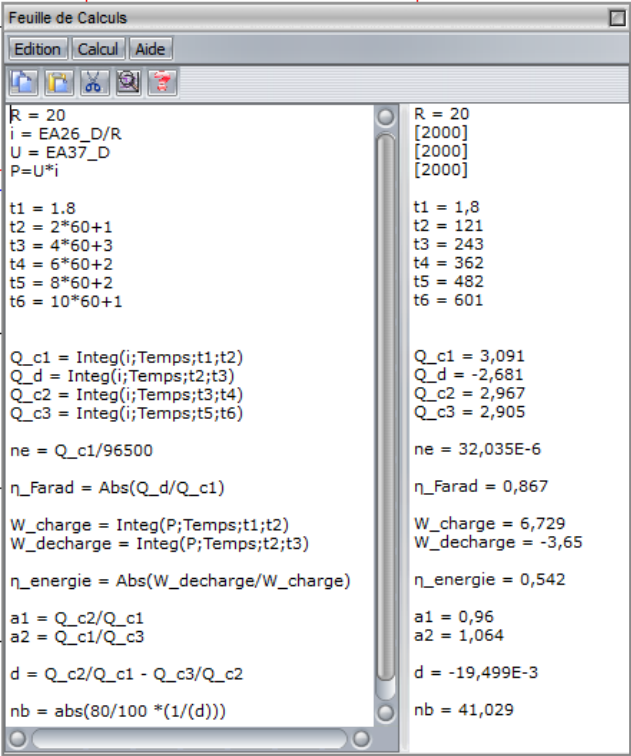 Feuille de Calculs
Edition Calcul Aide
R = 20
i = EA26_D/R
U = EA37_D
P=U*i
t1 = 1.8
t2 = 2*60+1
t3 = 4*60+3
t4 = 6*60+2
t5 = 8*60+2
t6 = 10*60+1
Q_c1 = Integ(i;Temps;t1;t2)
Q_d = Integ(i;Temps;t2;t3)
Q_c2 = Integ(i;Temps;t3;t4)
Q_c3 = Integ(i;Temps;t5;t6)
ne = Q_c1/96500
η_Farad = Abs(Q_d/Q_c1)
W_charge = Integ(P;Temps;t1;t2)
W_decharge = Integ(P;Temps;t2;t3)
η_energie = Abs(W_decharge/W_charge)
a1 = Q_c2/Q_c1
a2 = Q_c1/Q_c3
d = Q_c2/Q_c1 - Q_c3/Q_c2
nb = abs(80/100 *(1/(d)))
R = 20
[2000]
[2000]
[2000]
t1 = 1,8
t2 = 121
t3 = 243
t4 = 362
t5 = 482
t6 = 601
Q_c1 = 3,091
Q_d = -2,681
Q_c2 = 2,967
Q_c3 = 2,905
ne = 32,035E-6
η_Farad = 0,867
W_charge = 6,729
W_decharge = -3,65
η_energie = 0,542
a1 = 0,96
a2 = 1,064
d = -19,499E-3
nb = 41,029